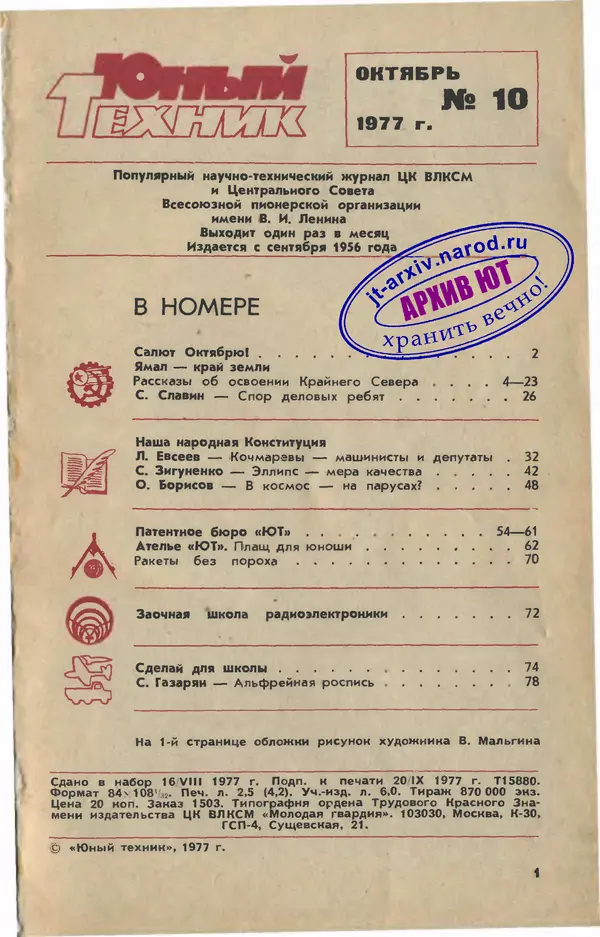 Юный
Техник
ОКТЯБРЬ
№ 10
1977 г.
Популярный научно-технический журнал ЦК ВЛКСМ
и Центрального Совета
Всесоюзной пионерской организации
имени В. И. Ленина
Выходит один раз в месяц
Издается с сентября 1956 года
jt-arxiv.narod.ru
АРХИВ ЮТ
хранить вечно!
В НОМЕРЕ
Салют Октябрю! . . . . . . . . . . . . 2
Ямал — край земли
Рассказы об освоении Крайнего Севера . . . . 4—23
С. Славин — Спор деловых ребят . . . . . . . 26
Наша народная Конституция
Л. Евсеев — Кочмаревы — машинисты и депутаты . 32
С. Зигуненко — Эллипс — мера качества . . . . . 42
О. Борисов — В космос — на парусах? . . . . . 48
Патентное бюро «ЮТ» . . . . . . . . . . 54—61
Ателье «ЮТ». Плащ для юноши . . . . . . . . 62
Ракеты без пороха . . . . . . . . . . . . 70
Заочная школа радиоэлектроники . . . . . . . 72
Сделай для школы . . . . . . . . . . . . 74
С. Газарян — Альфрейная роспись . . . . . . . 78
На 1-й странице обложки рисунок художника В. Мальгина
Сдано в набор 16/VIII 1977 г. Подп. к печати 20/IX 1977 г. Т15880.
Формат 84×108 1/32. Печ. л. 2,5 (4,2). Уч.-изд. л. 6.0. Тираж 870 000 экз.
Цена 20 коп. Заказ 1503. Типография ордена Трудового Красного Зна-
мени издательства ЦК ВЛКСМ «Молодая гвардия». 103030, Москва, К-30,
ГСП-4, Сущевская, 21.
© «Юный техник», 1977 г.
1